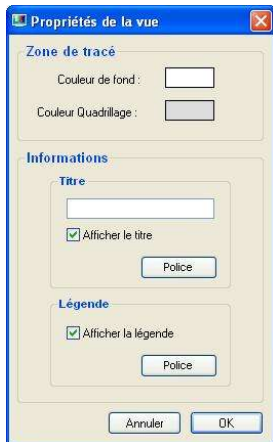 Propriétés de la vue
Zone de tracé
Couleur de fond :
Couleur Quadrillage :
Informations
Titre
Afficher le titre
Police
Légende
Afficher la légende
Police
Annuler
OK